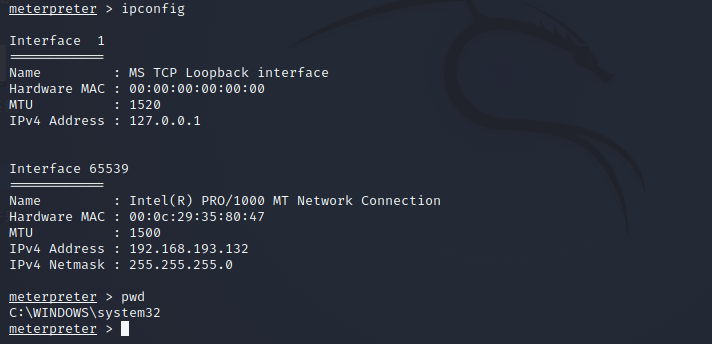 meterpreter > ipconfig
Interface  1
============
Name         : MS TCP Loopback interface
Hardware MAC : 00:00:00:00:00:00
MTU          : 1520
IPv4 Address : 127.0.0.1
Interface 65539
============
Name         : Intel(R) PRO/1000 MT Network Connection
Hardware MAC : 00:0c:29:35:80:47
MTU          : 1500
IPv4 Address : 192.168.193.132
IPv4 Netmask : 255.255.255.0
meterpreter > pwd
C:\WINDOWS\system32
meterpreter >